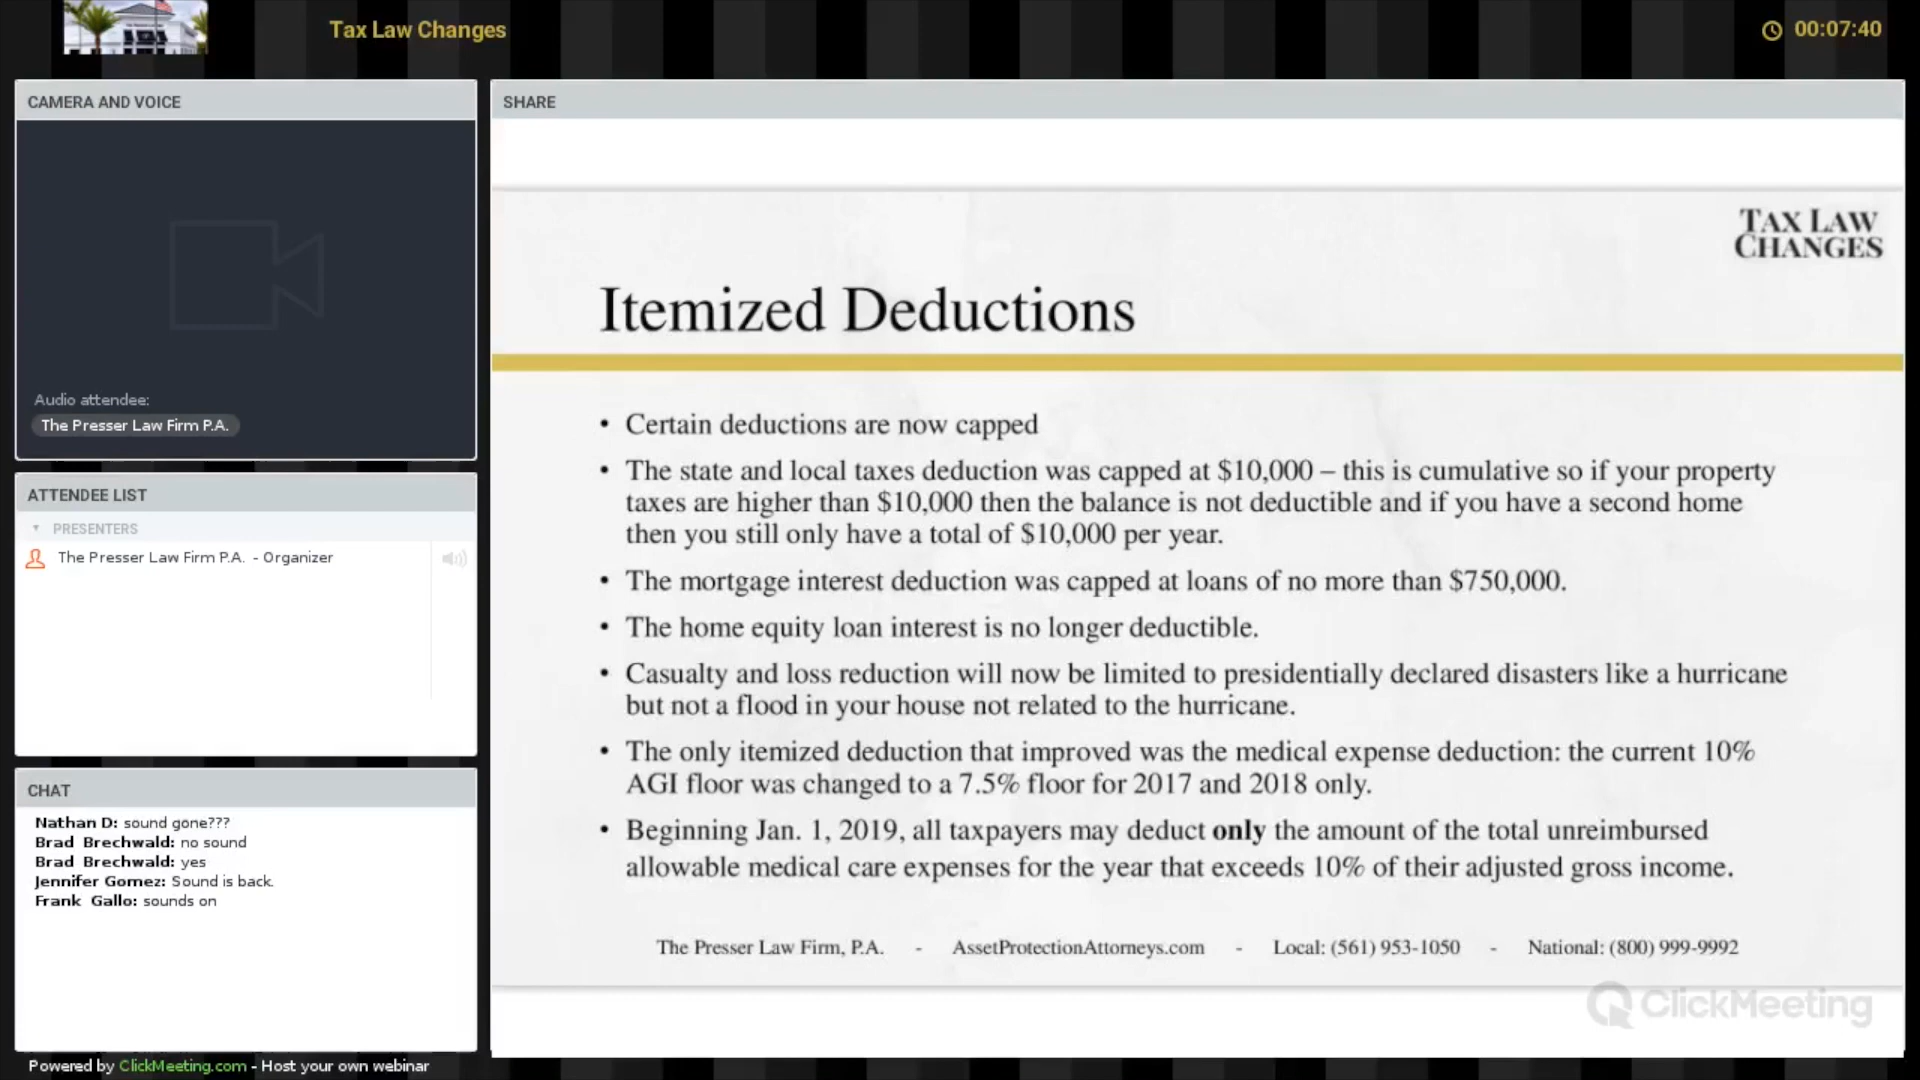 Tax Law Changes
00:07:40
CAMERA AND VOICE
Audio attendee:
The Presser Law Firm P.A.
ATTENDEE LIST
PRESENTERS
The Presser Law Firm P.A. - Organizer
CHAT
Nathan D: sound gone???
Brad Brechwald: no sound
Brad Brechwald: yes
Jennifer Gomez: Sound is back.
Frank Gallo: sounds on
Powered by ClickMeeting.com - Host your own webinar
SHARE
TAX LAW
CHANGES
Itemized Deductions
• Certain deductions are now capped
• The state and local taxes deduction was capped at $10,000 – this is cumulative so if your property
taxes are higher than $10,000 then the balance is not deductible and if you have a second home
then you still only have a total of $10,000 per year.
• The mortgage interest deduction was capped at loans of no more than $750,000.
• The home equity loan interest is no longer deductible.
• Casualty and loss reduction will now be limited to presidentially declared disasters like a hurricane
but not a flood in your house not related to the hurricane.
• The only itemized deduction that improved was the medical expense deduction: the current 10%
AGI floor was changed to a 7.5% floor for 2017 and 2018 only.
• Beginning Jan. 1, 2019, all taxpayers may deduct only the amount of the total unreimbursed
allowable medical care expenses for the year that exceeds 10% of their adjusted gross income.
The Presser Law Firm, P.A. - AssetProtectionAttorneys.com - Local: (561) 953-1050 - National: (800) 999-9992
ClickMeeting